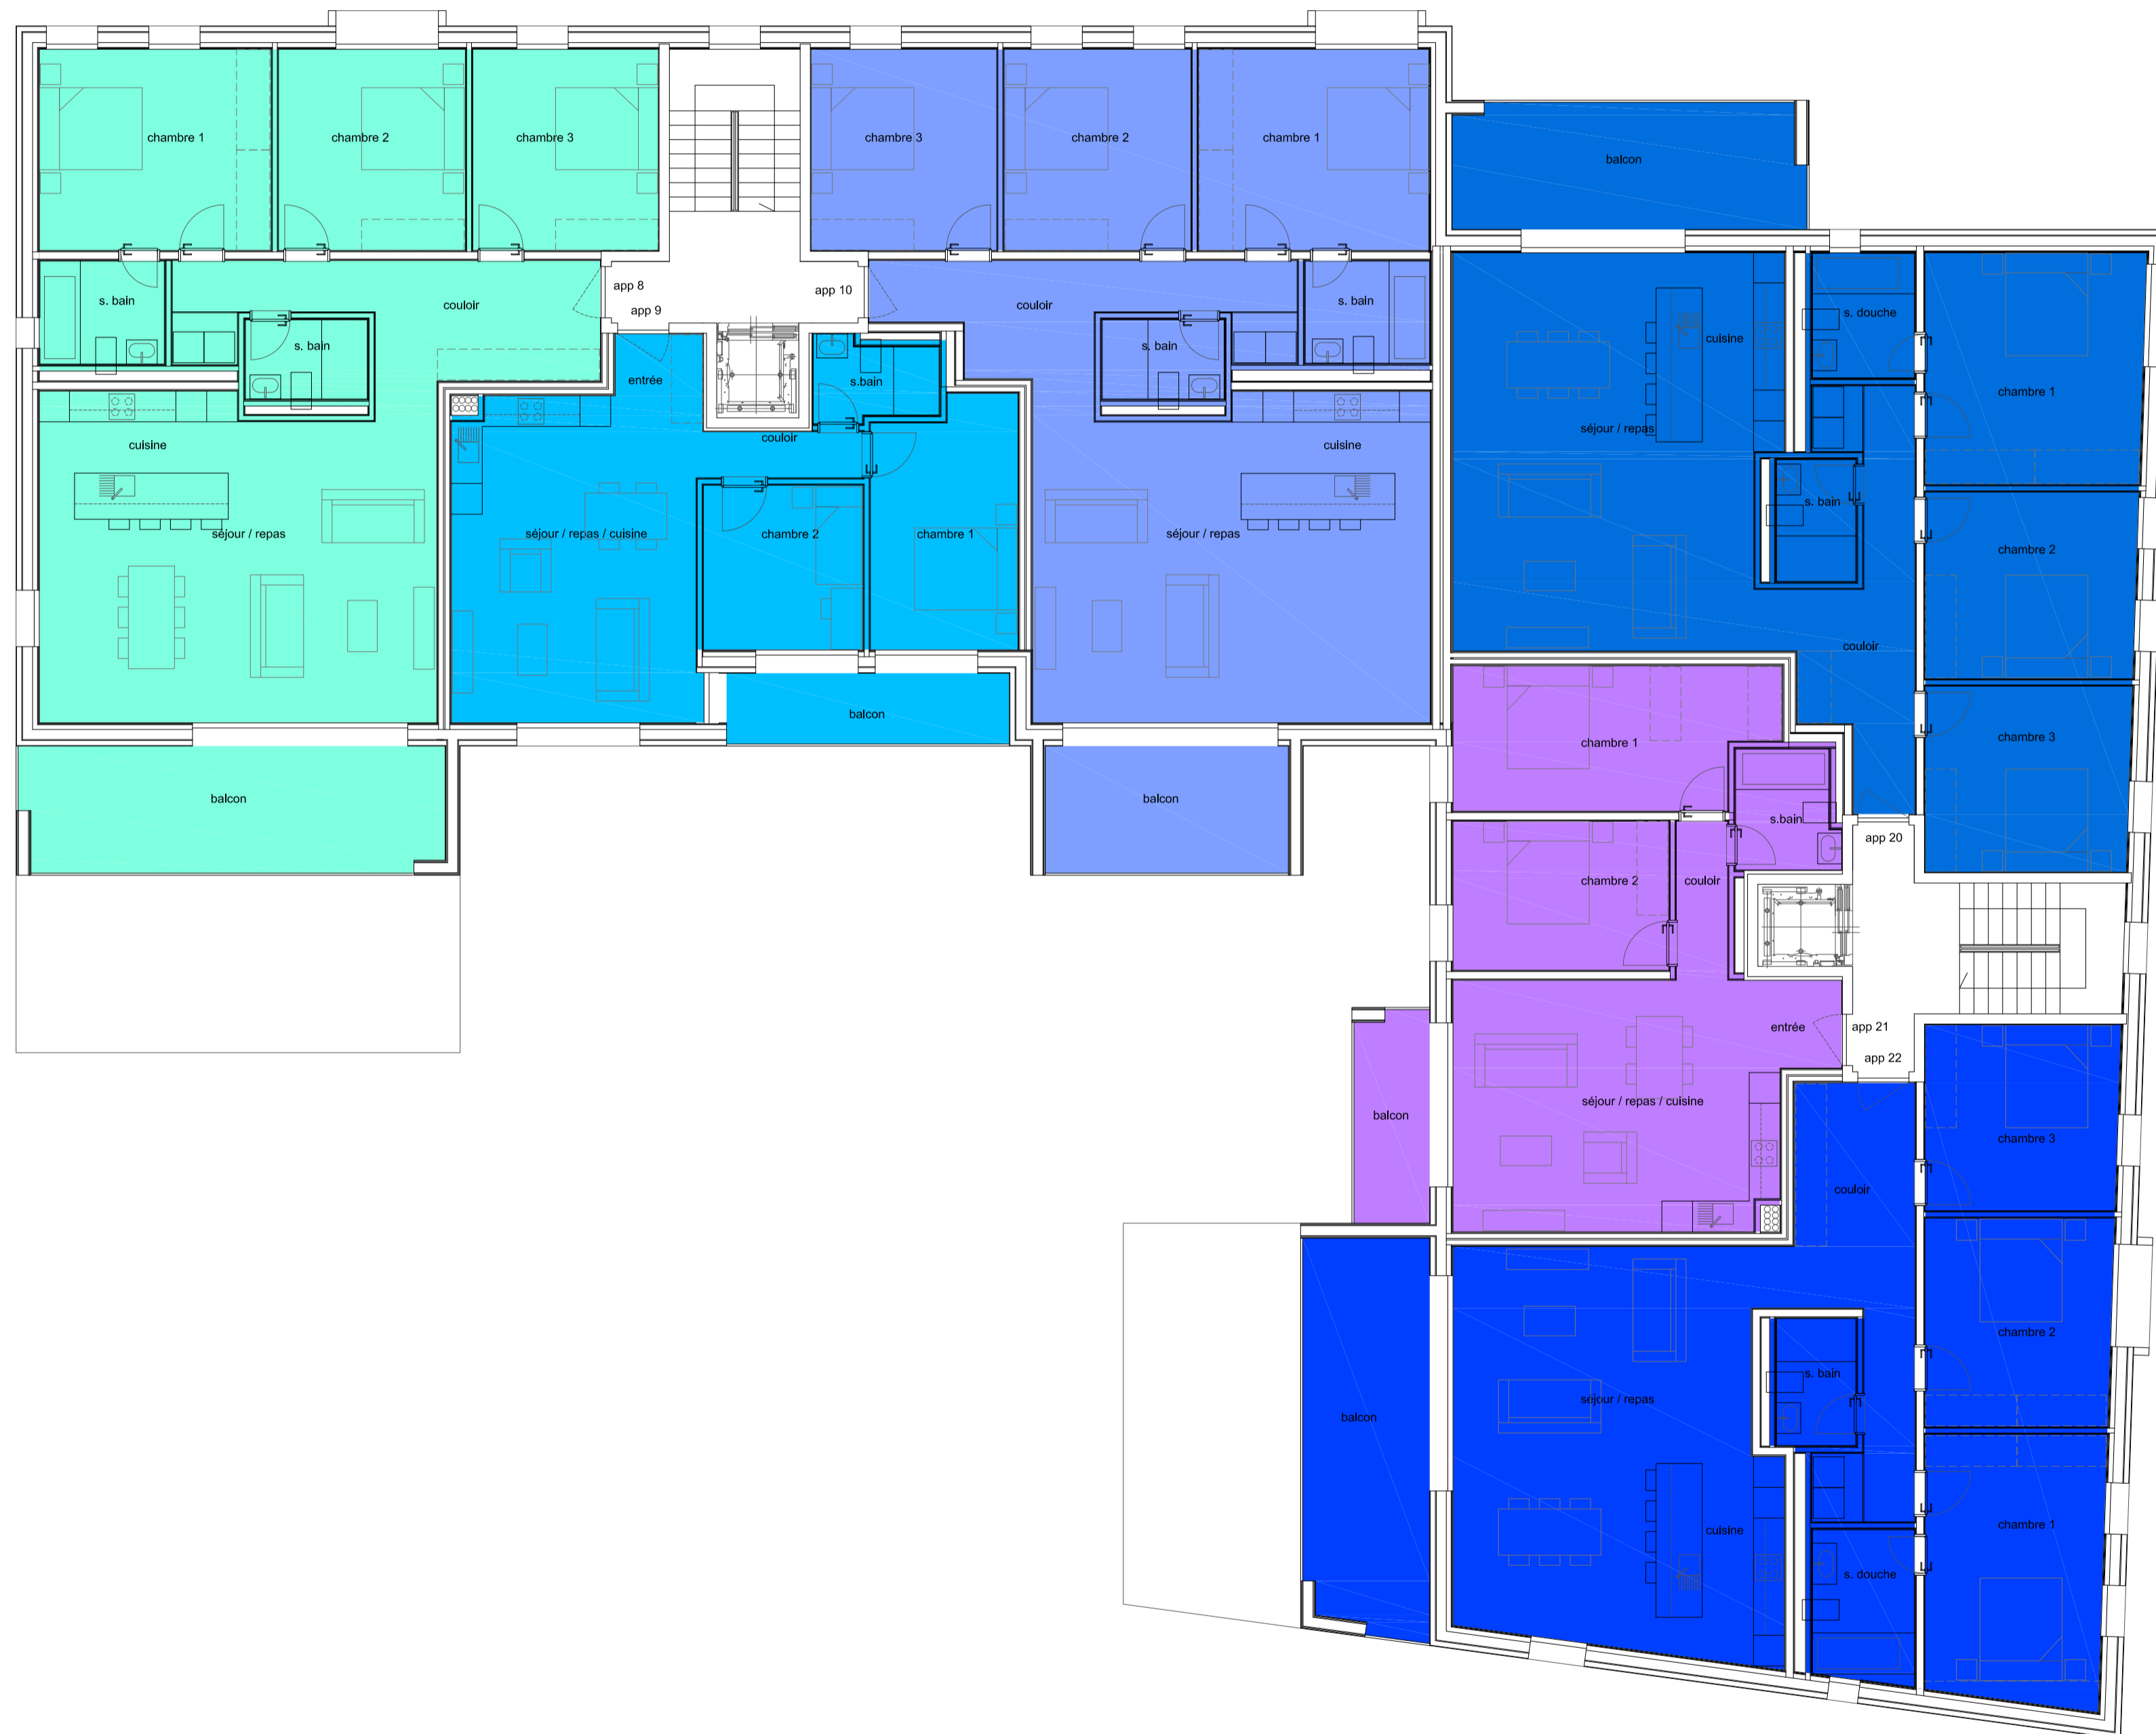 chambre 1
chambre 2
chambre 3
chambre 3
chambre 2
chambre 1
balcon
s. bain
couloir
app 8
app 9
app 10
couloir
s. bain
s. bain
s. bain
s. douche
cuisine
entrée
s.bain
chambre 1
cuisine
couloir
cuisine
séjour / repas
séjour / repas
séjour / repas / cuisine
chambre 2
chambre 1
séjour / repas
s. bain
chambre 2
couloir
balcon
chambre 1
chambre 3
balcon
balcon
s.bain
app 20
chambre 2
couloir
entrée
app 21
app 22
balcon
séjour / repas / cuisine
chambre 3
couloir
chambre 2
s. bain
séjour / repas
balcon
cuisine
chambre 1
s. douche